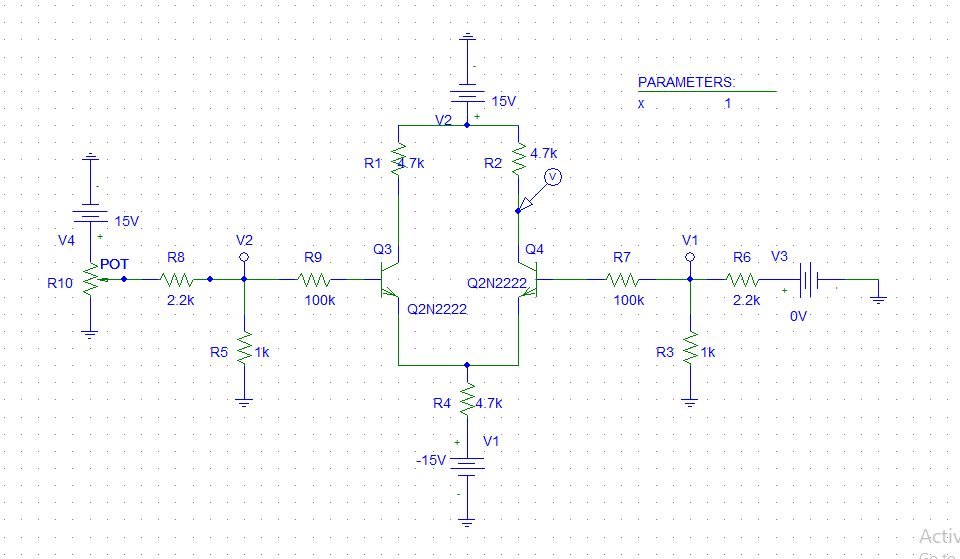 PARAMETERS:
x 1
15V
V2
R1 4.7k
R2 4.7k
V
15V
V4
POT
R10
R8
2.2k
V2
R9
100k
Q3
Q2N2222
Q4
Q2N2222
R7
100k
V1
R6
2.2k
V3
0V
R5 1k
R3 1k
R4 4.7k
V1
-15V
Activ